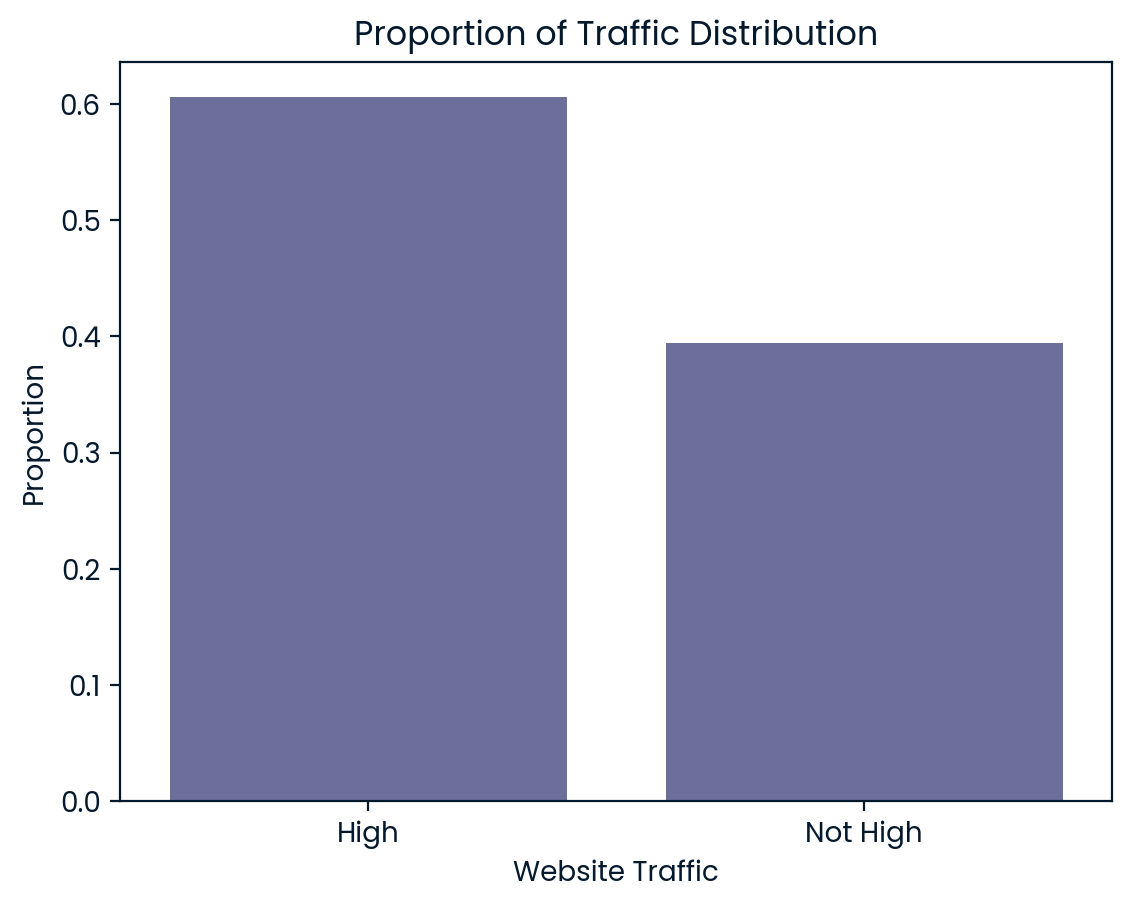 Proportion of Traffic Distribution
Proportion
0.6
0.5
0.4
0.3
0.2
0.1
0.0
High
Not High
Website Traffic